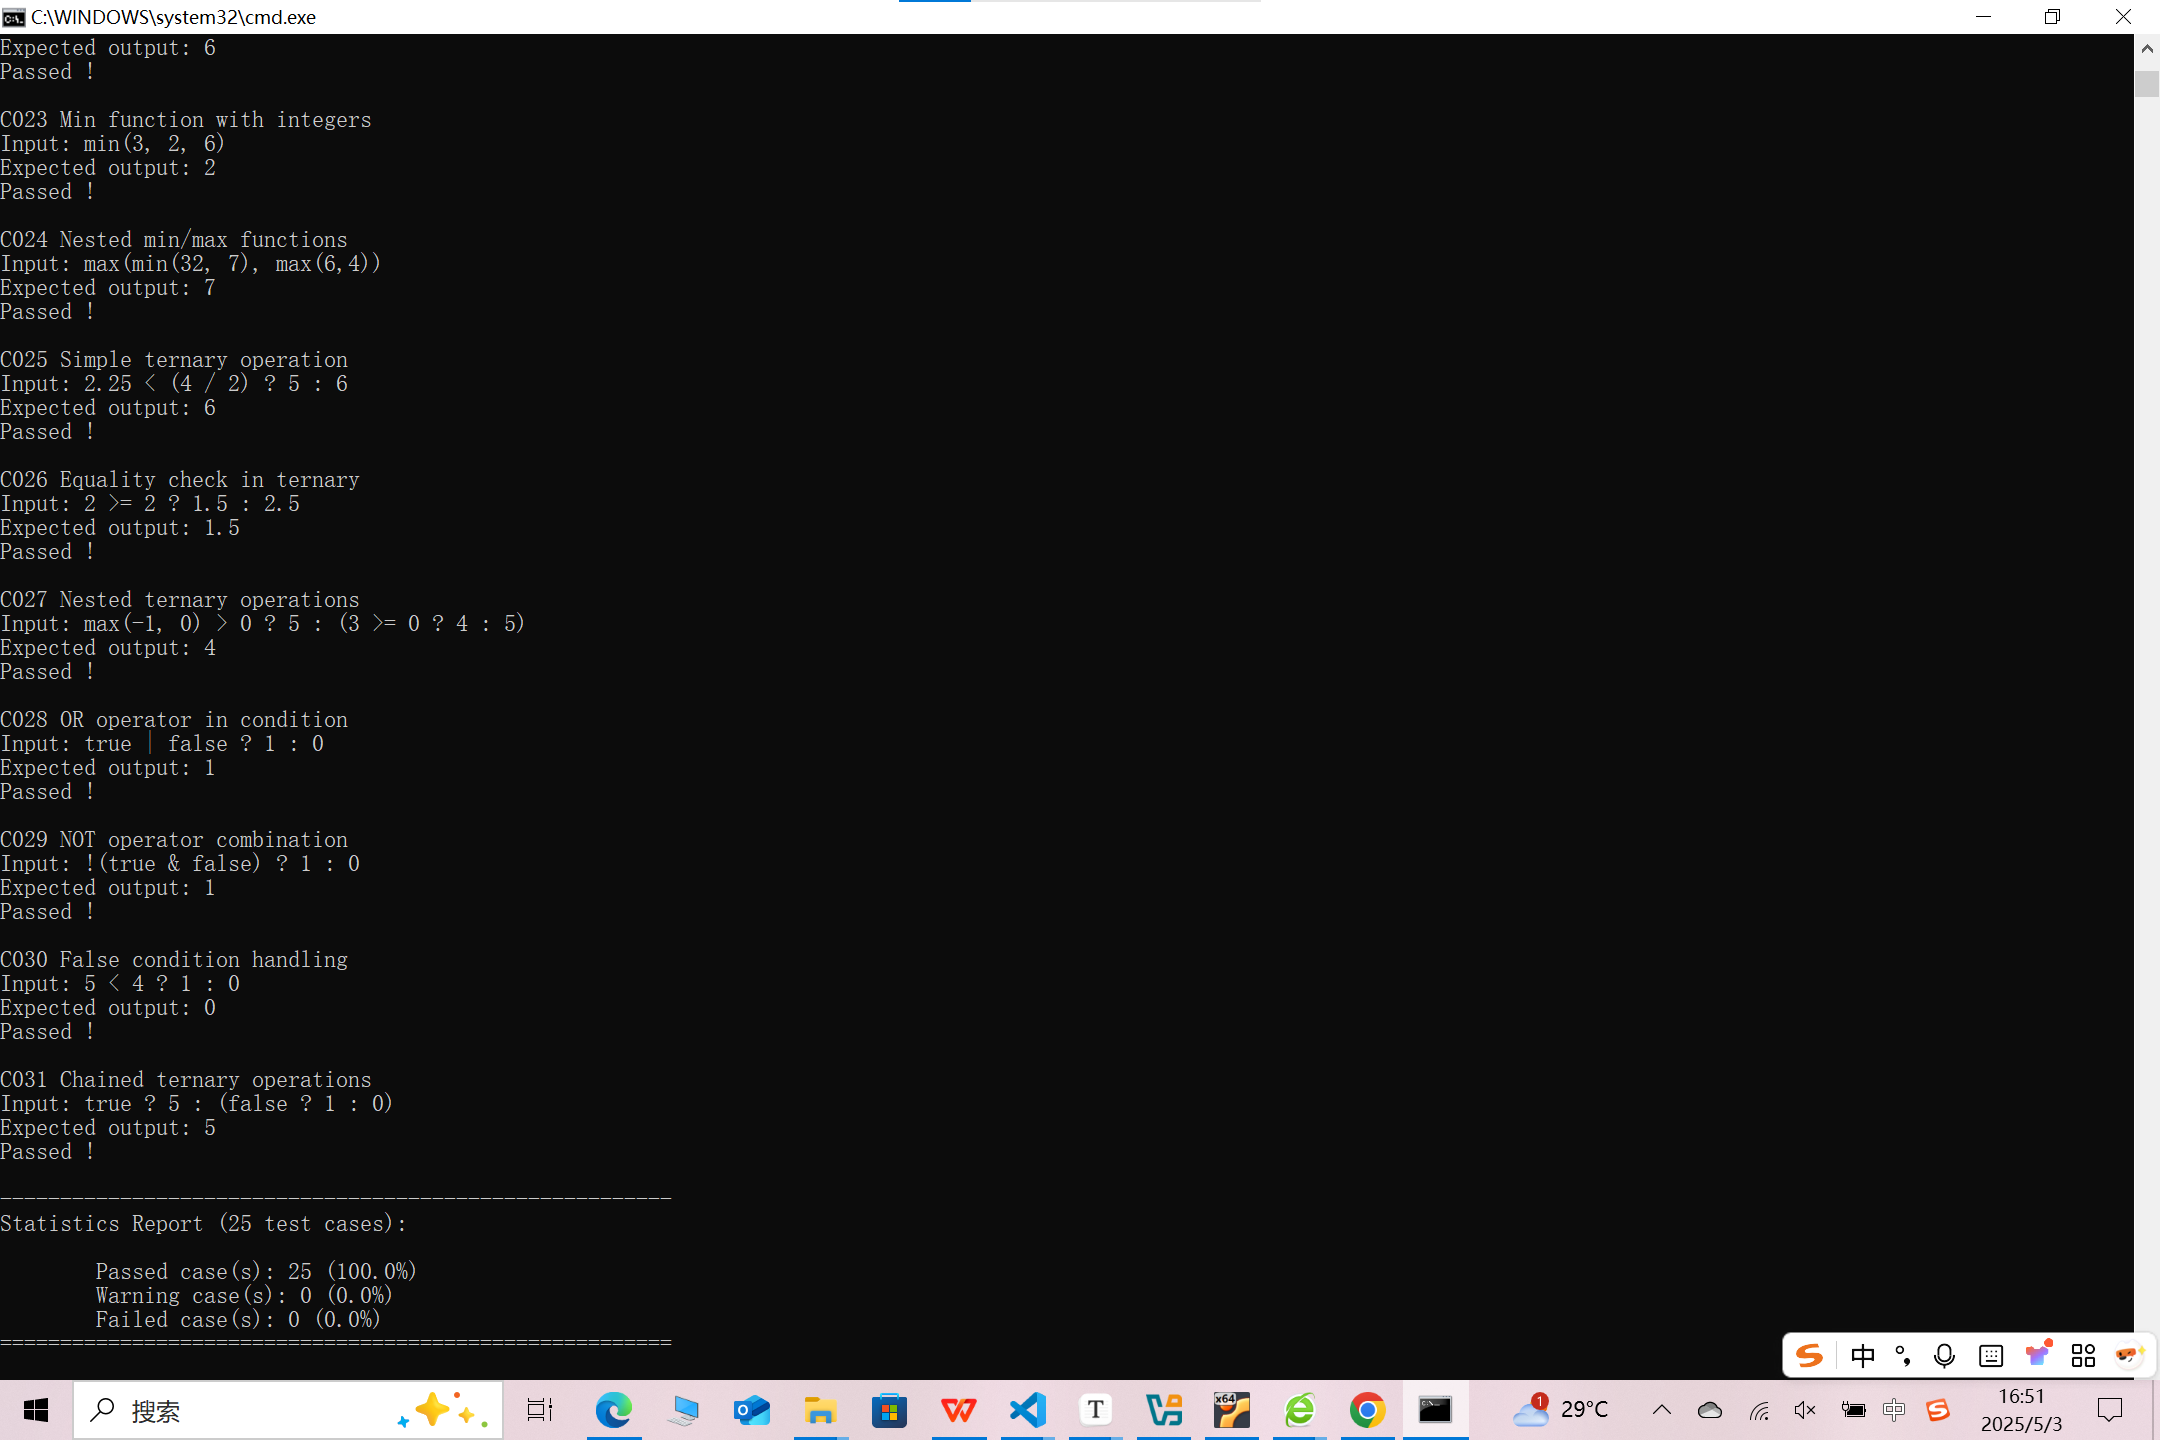 C:\WINDOWS\system32\cmd.exe
Expected output: 6
Passed !
C023 Min function with integers
Input: min(3, 2, 6)
Expected output: 2
Passed !
C024 Nested min/max functions
Input: max(min(32, 7), max(6,4))
Expected output: 7
Passed !
C025 Simple ternary operation
Input: 2.25 < (4 / 2) ? 5 : 6
Expected output: 6
Passed !
C026 Equality check in ternary
Input: 2 >= 2 ? 1.5 : 2.5
Expected output: 1.5
Passed !
C027 Nested ternary operations
Input: max(-1, 0) > 0 ? 5 : (3 >= 0 ? 4 : 5)
Expected output: 4
Passed !
C028 OR operator in condition
Input: true | false ? 1 : 0
Expected output: 1
Passed !
C029 NOT operator combination
Input: !(true & false) ? 1 : 0
Expected output: 1
Passed !
C030 False condition handling
Input: 5 < 4 ? 1 : 0
Expected output: 0
Passed !
C031 Chained ternary operations
Input: true ? 5 : (false ? 1 : 0)
Expected output: 5
Passed !
--------------------------------------------------------
Statistics Report (25 test cases):
Passed case(s): 25 (100.0%)
Warning case(s): 0 (0.0%)
Failed case(s): 0 (0.0%)
========================================================
中
搜索
x64
T
1
29°C
中
16:51
2025/5/3